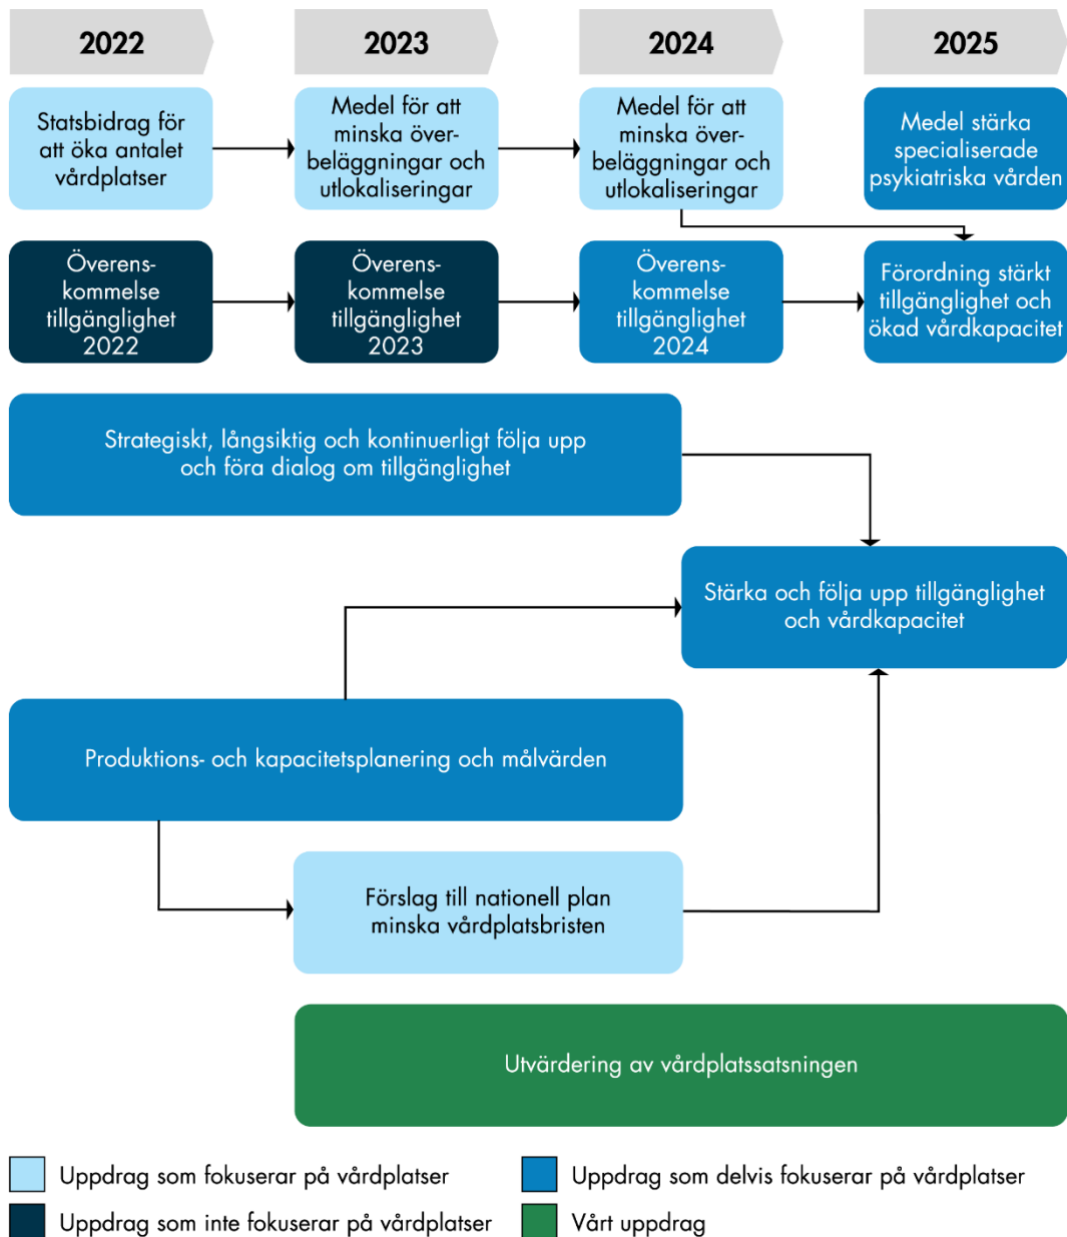 2022
2023
2024
2025
Statsbidrag för
att öka antalet
vårdplatser
Medel för att
minska över-
beläggningar och
utlokaliseringar
Medel för att
minska över-
beläggningar och
utlokaliseringar
Medel stärka
specialiserade
psykiatriska vården
Överens-
kommelse
tillgänglighet
2022
Överens-
kommelse
tillgänglighet
2023
Överens-
kommelse
tillgänglighet
2024
Förordning stärkt
tillgänglighet och
ökad vårdkapacitet
Strategiskt, långsiktig och kontinuerligt följa upp
och föra dialog om tillgänglighet
Stärka och följa upp tillgänglighet
och vårdkapacitet
Produktions- och kapacitetsplanering och målvärden
Förslag till nationell plan
minska vårdplatsbristen
Utvärdering av vårdplatssatsningen
Uppdrag som fokuserar på vårdplatser
Uppdrag som delvis fokuserar på vårdplatser
Uppdrag som inte fokuserar på vårdplatser
Vårt uppdrag